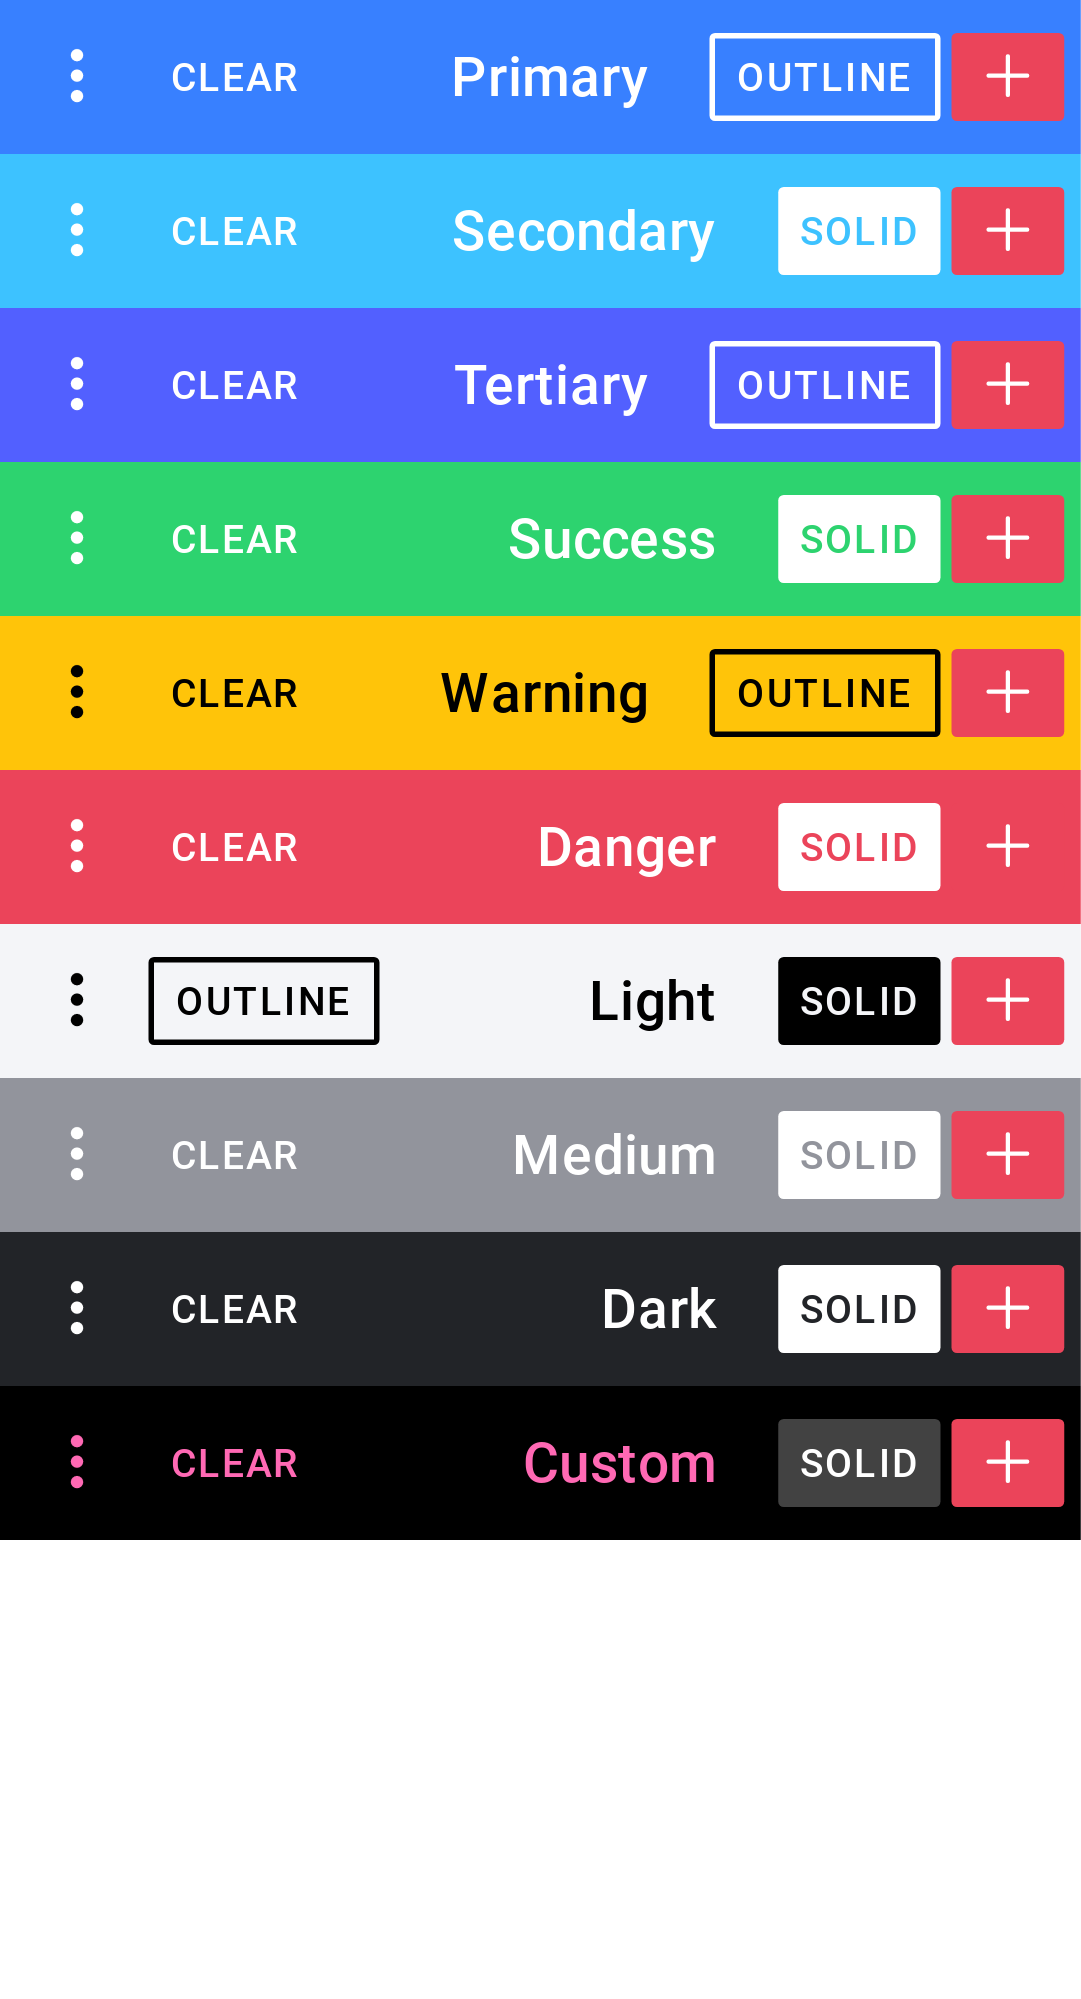 CLEAR Primary OUTLINE
CLEAR Secondary SOLID
CLEAR Tertiary OUTLINE
CLEAR Success SOLID
CLEAR Warning OUTLINE
CLEAR Danger SOLID
OUTLINE Light SOLID
CLEAR Medium SOLID
CLEAR Dark SOLID
CLEAR Custom SOLID